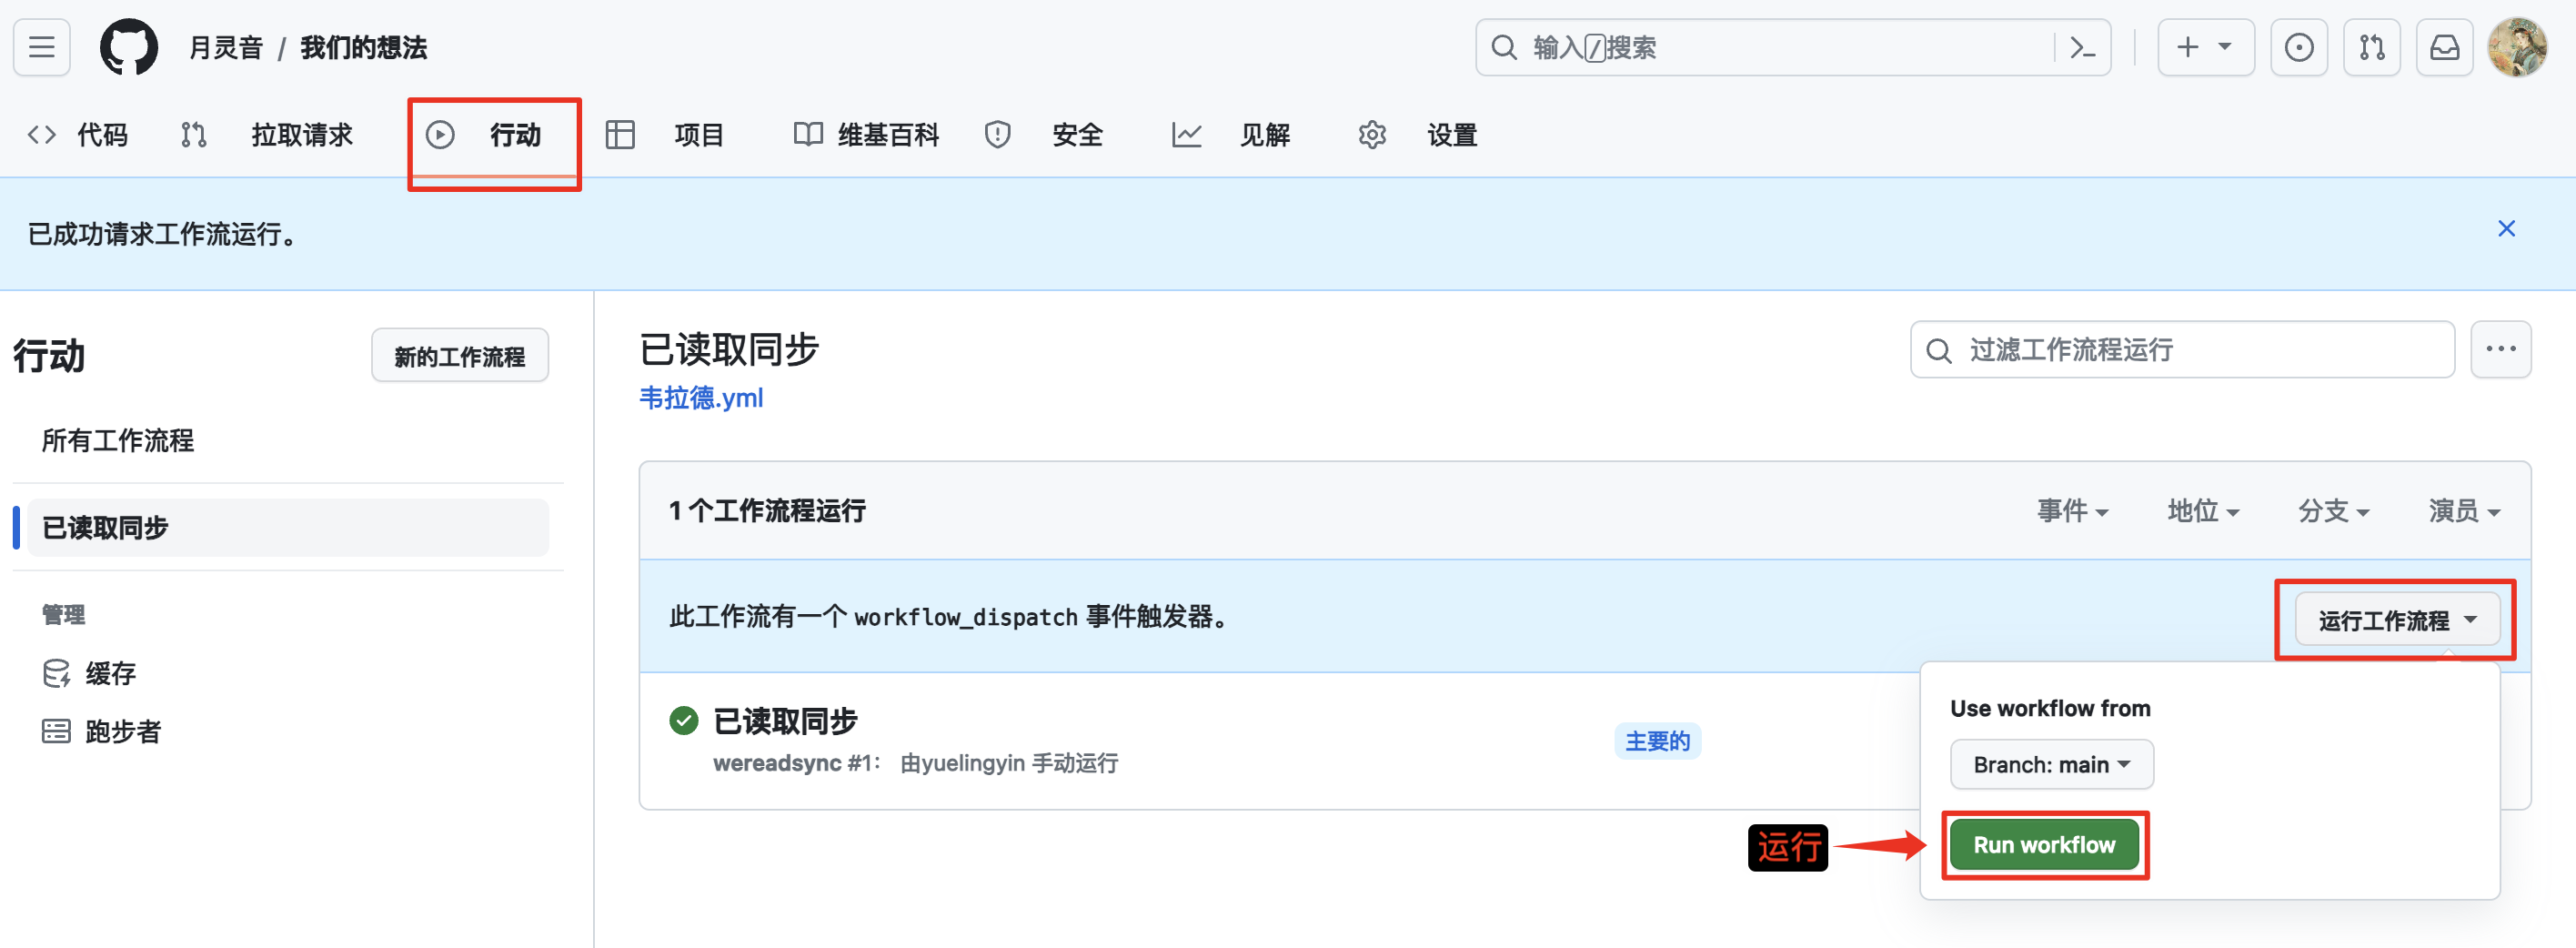 月灵音 / 我们的想法
输入/搜索
代码 拉取请求 行动 项目 维基百科 安全 见解 设置
已成功请求工作流运行。
行动
新的工作流程
所有工作流程
已读取同步
管理
缓存
跑步者
已读取同步
韦拉德.yml
过滤工作流程运行
1 个工作流程运行
事件 地位 分支 演员
此工作流有一个 workflow_dispatch 事件触发器。
运行工作流程
已读取同步
wereadsync #1: 由yuelingyin 手动运行
主要的
Use workflow from
Branch: main
运行
Run workflow